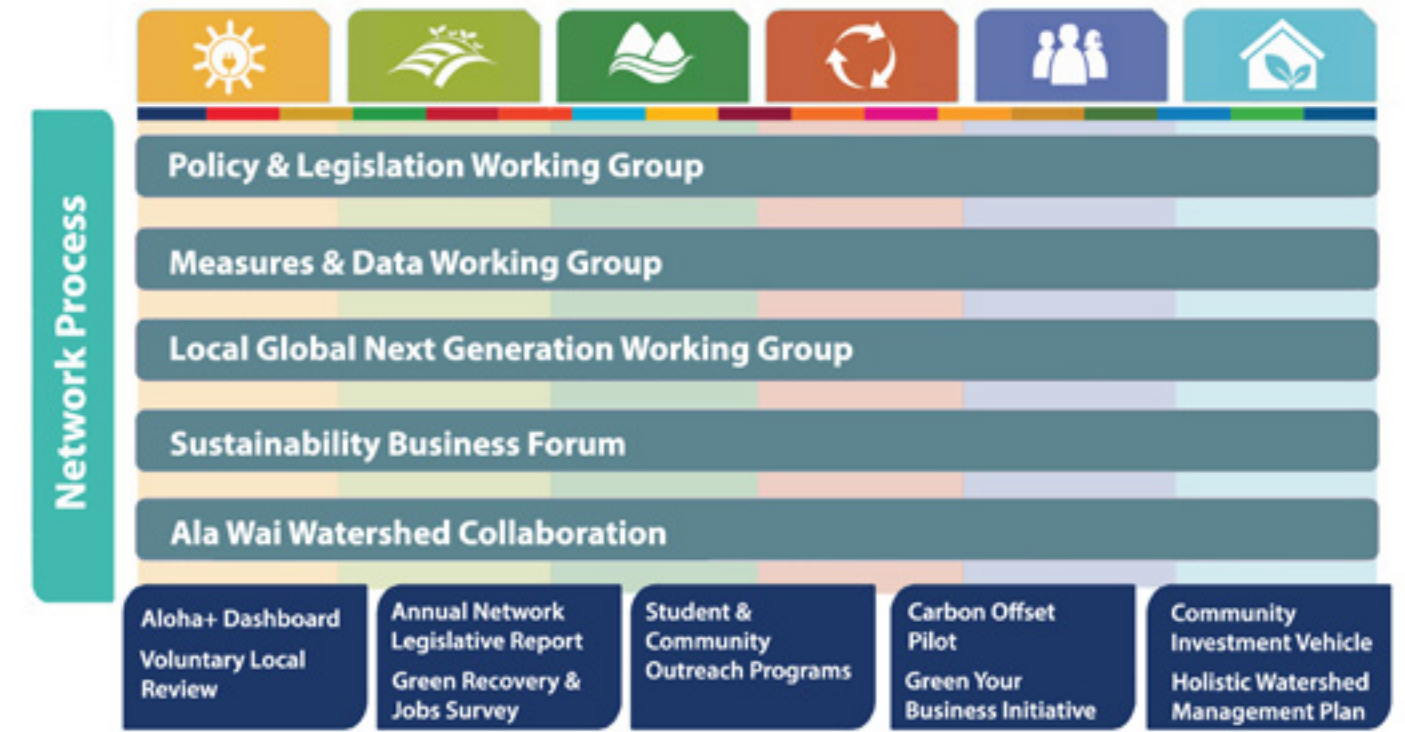 Network Process
Policy & Legislation Working Group
Measures & Data Working Group
Local Global Next Generation Working Group
Sustainability Business Forum
Ala Wai Watershed Collaboration
Aloha+ Dashboard
Voluntary Local
Review
Annual Network
Legislative Report
Green Recovery &
Jobs Survey
Student &
Community
Outreach Programs
Carbon Offset
Pilot
Green Your
Business Initiative
Community
Investment Vehicle
Holistic Watershed
Management Plan